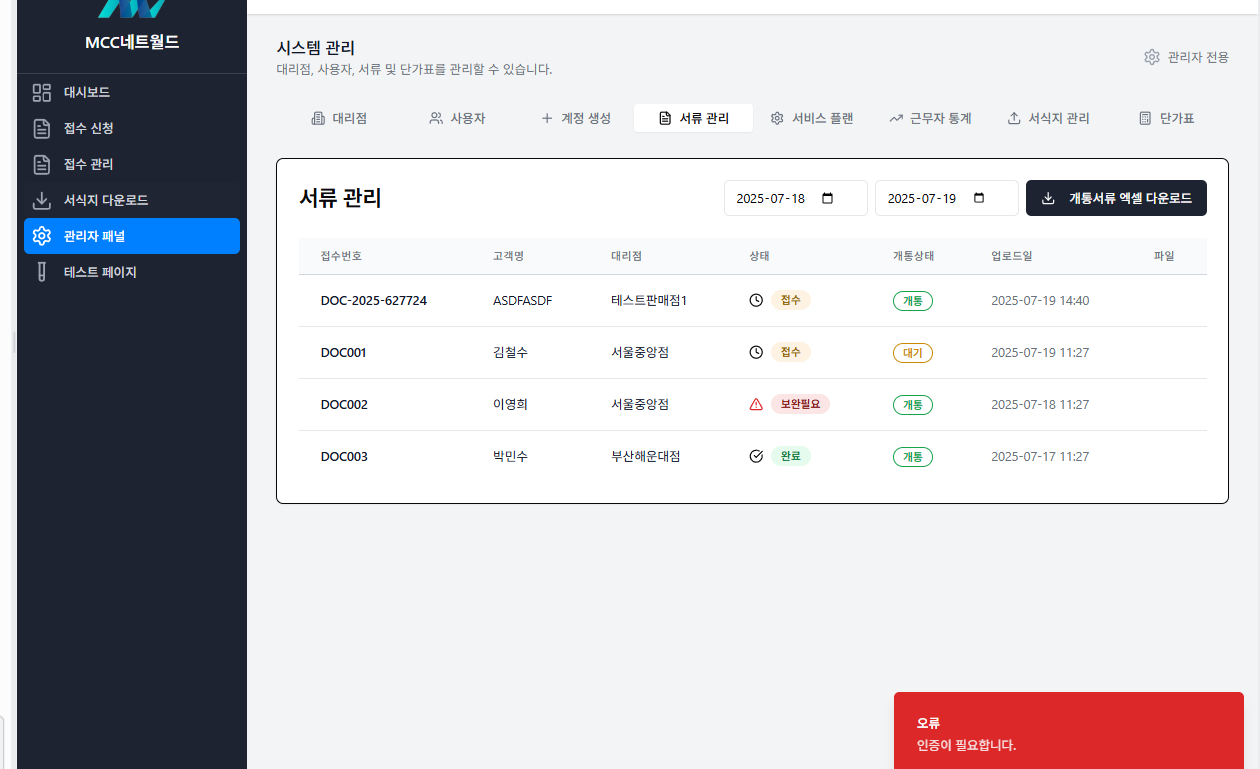 MCC네트월드
대시보드
접수 신청
접수 관리
서식지 다운로드
관리자 패널
테스트 페이지
시스템 관리
대리점, 사용자, 서류 및 단가표를 관리할 수 있습니다.
관리자 전용
대리점 사용자 계정 생성 서류 관리 서비스 플랜 근무자 통계 서식지 관리 단가표
서류 관리
2025-07-18 2025-07-19 개통서류 엑셀 다운로드
접수번호 고객명 대리점 상태 개통상태 업로드일 파일
DOC-2025-627724 ASDFASDF 테스트판매점1 접수 개통 2025-07-19 14:40
DOC001 김철수 서울중앙점 접수 대기 2025-07-19 11:27
DOC002 이영희 서울중앙점 보완필요 개통 2025-07-18 11:27
DOC003 박민수 부산해운대점 완료 개통 2025-07-17 11:27
오류
인증이 필요합니다.